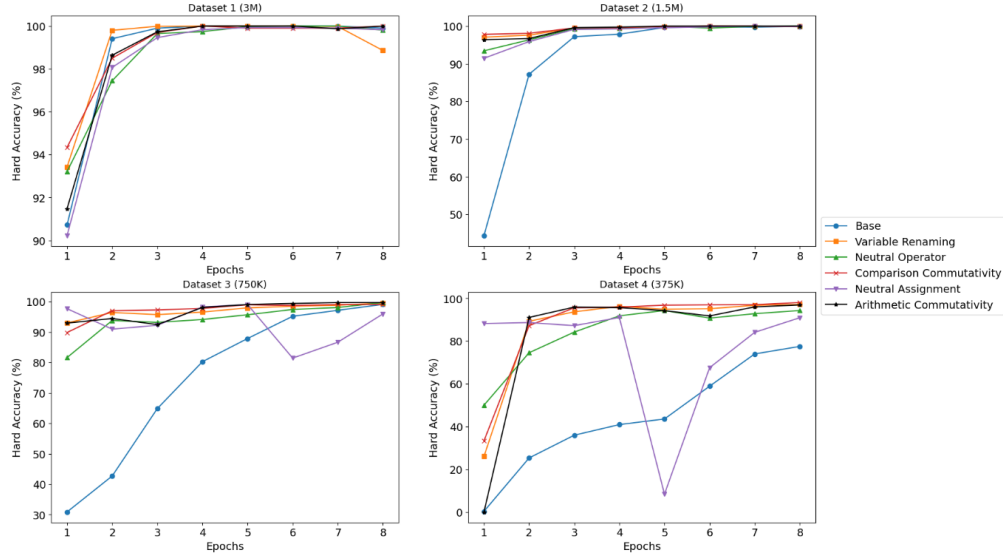 Dataset 1 (3M)
Hard Accuracy (%)
100
98
96
94
92
90
1 2 3 4 5 6 7 8
Epochs
Dataset 2 (1.5M)
Hard Accuracy (%)
100
90
80
70
60
50
1 2 3 4 5 6 7 8
Epochs
Dataset 3 (750K)
Hard Accuracy (%)
100
90
80
70
60
50
40
30
1 2 3 4 5 6 7 8
Epochs
Dataset 4 (375K)
Hard Accuracy (%)
100
80
60
40
20
0
1 2 3 4 5 6 7 8
Epochs
Base
Variable Renaming
Neutral Operator
Comparison Commutativity
Neutral Assignment
Arithmetic Commutativity